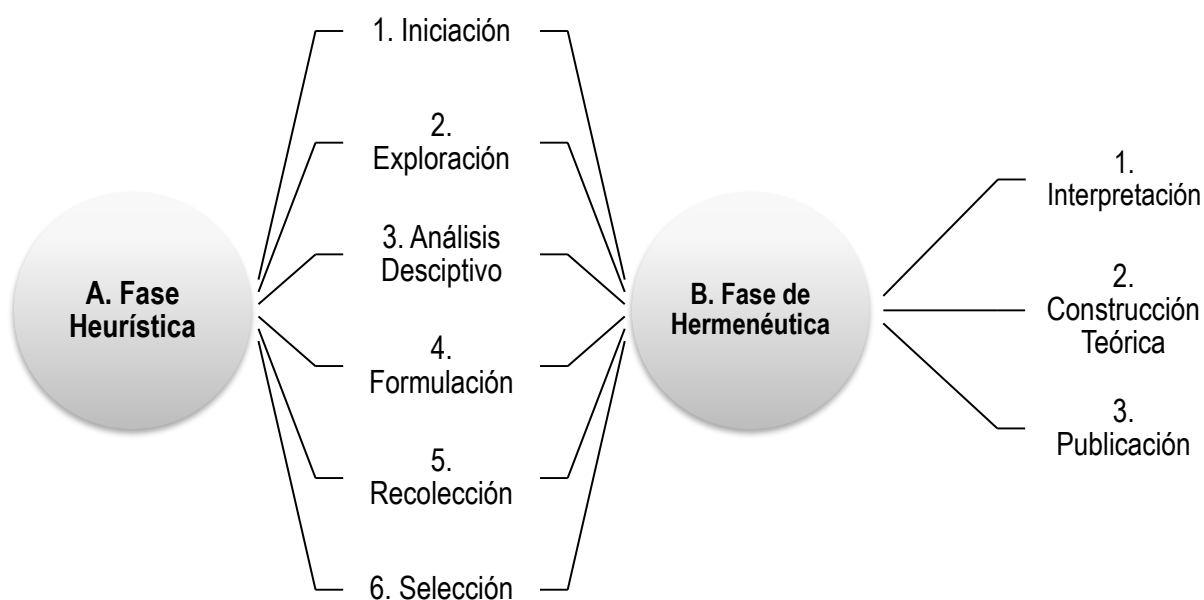 A. Fase
Heurística
1. Iniciación
2.
Exploración
3. Análisis
Desciptivo
4.
Formulación
5.
Recolección
6. Selección
B. Fase de
Hermenéutica
1.
Interpretación
2.
Construcción
Teórica
3.
Publicación